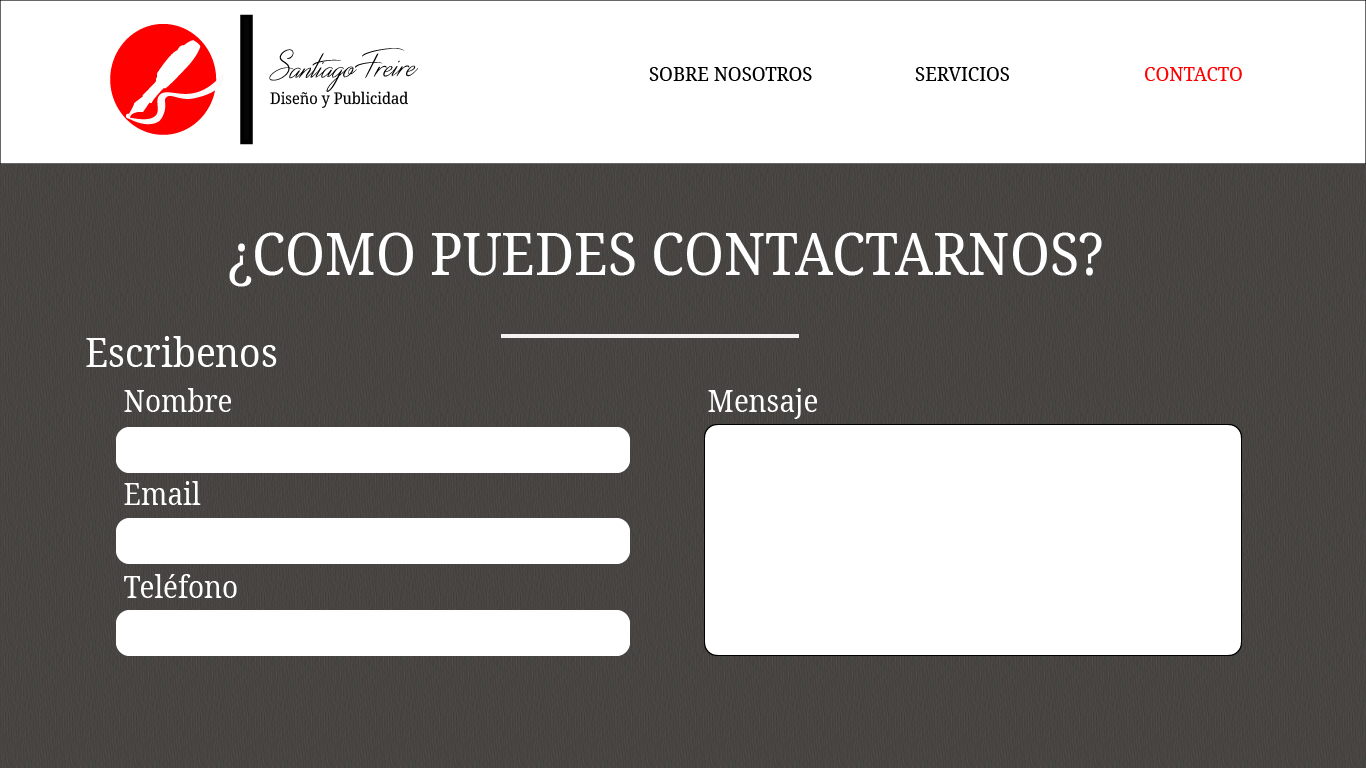 Santiago Freire
Diseño y Publicidad
SOBRE NOSOTROS
SERVICIOS
CONTACTO
¿COMO PUEDES CONTACTARNOS?
Escribenos
Nombre
Mensaje
Email
Teléfono